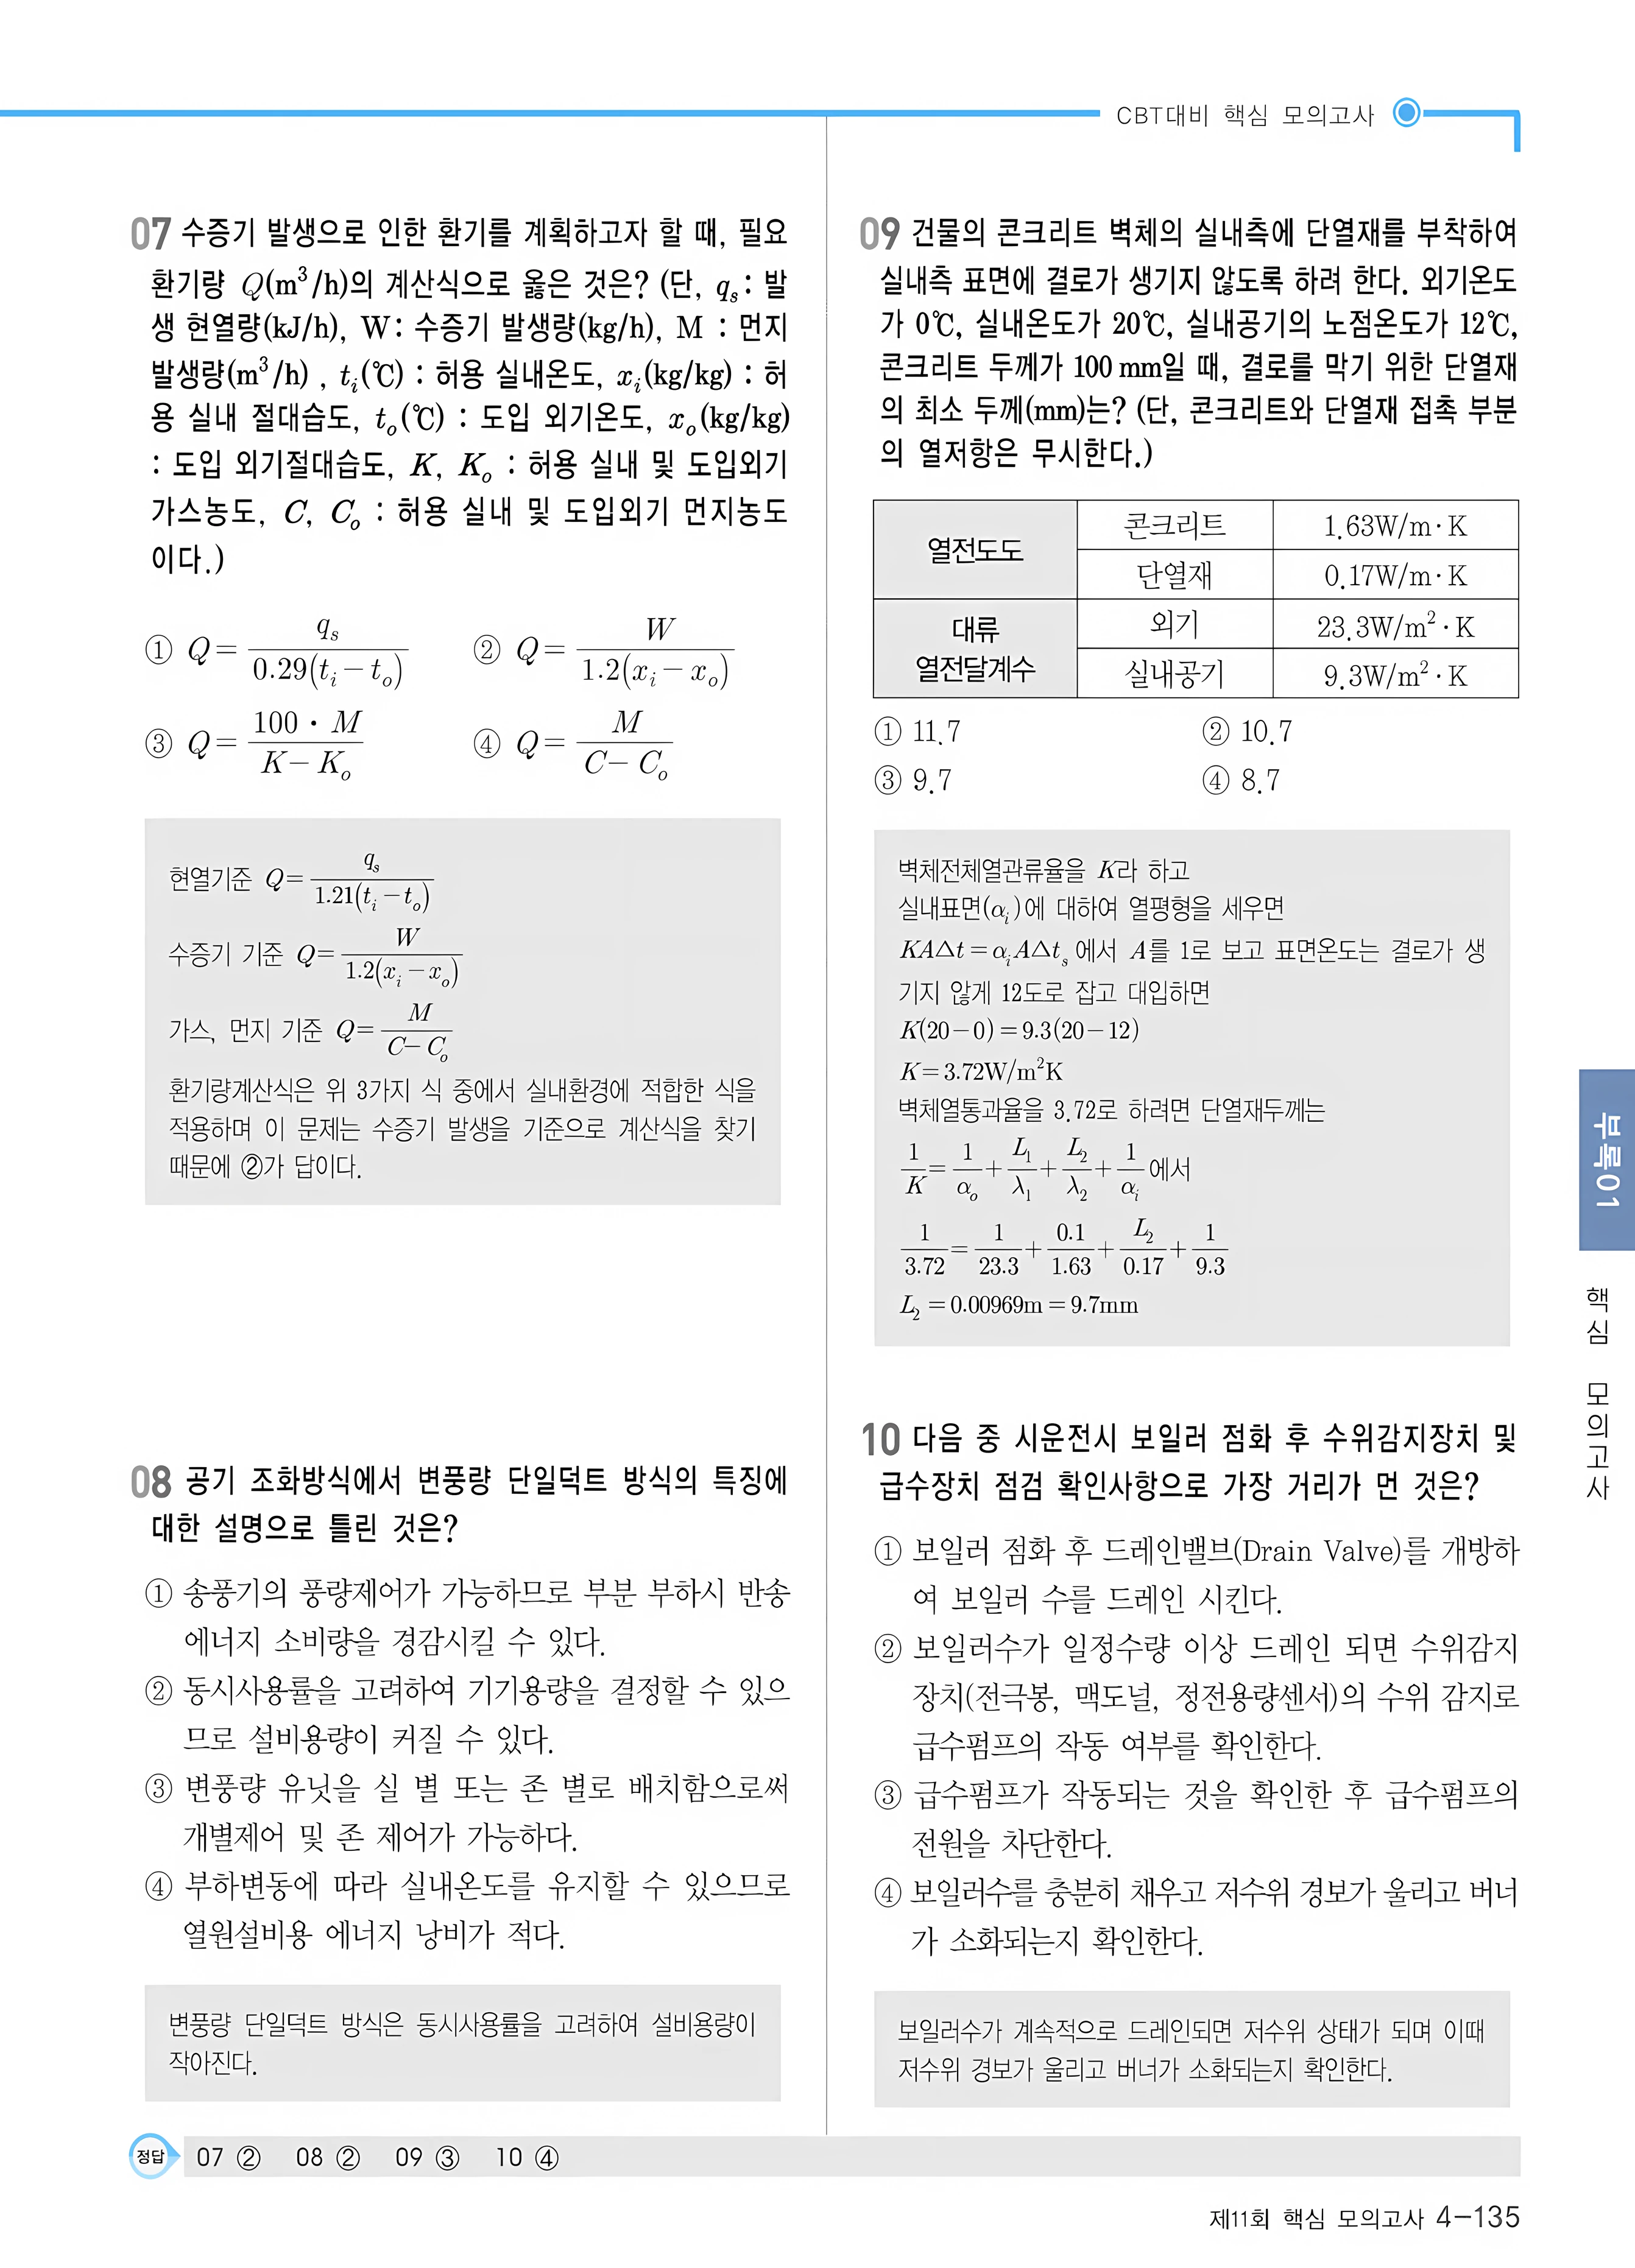 CBT대비 핵심 모의고사
07 수증기 발생으로 인한 환기를 계획하고자 할 때, 필요
환기량 Q(m³/h)의 계산식으로 옳은 것은? (단, qₛ : 발
생 현열량(kJ/h), W : 수증기 발생량(kg/h), M : 먼지
발생량(m³/h) , tᵢ(℃) : 허용 실내온도, xᵢ(kg/kg) : 허
용 실내 절대습도, tₒ(℃) : 도입 외기온도, xₒ(kg/kg)
: 도입 외기절대습도, K, Kₒ : 허용 실내 및 도입외기
가스농도, C, Cₒ : 허용 실내 및 도입외기 먼지농도
이다.)
① Q = qₛ / 0.29(tᵢ − tₒ) ② Q = W / 1.2(xᵢ − xₒ)
③ Q = 100 · M / K − Kₒ ④ Q = M / C − Cₒ
현열기준 Q = qₛ / 1.21(tᵢ − tₒ)
수증기 기준 Q = W / 1.2(xᵢ − xₒ)
가스, 먼지 기준 Q = M / C − Cₒ
환기량계산식은 위 3가지 식 중에서 실내환경에 적합한 식을
적용하며 이 문제는 수증기 발생을 기준으로 계산식을 찾기
때문에 ②가 답이다.
08 공기 조화방식에서 변풍량 단일덕트 방식의 특징에
대한 설명으로 틀린 것은?
① 송풍기의 풍량제어가 가능하므로 부분 부하시 반송
에너지 소비량을 경감시킬 수 있다.
② 동시사용률을 고려하여 기기용량을 결정할 수 있으
므로 설비용량이 커질 수 있다.
③ 변풍량 유닛을 실 별 또는 존 별로 배치함으로써
개별제어 및 존 제어가 가능하다.
④ 부하변동에 따라 실내온도를 유지할 수 있으므로
열원설비용 에너지 낭비가 적다.
변풍량 단일덕트 방식은 동시사용률을 고려하여 설비용량이
작아진다.
09 건물의 콘크리트 벽체의 실내측에 단열재를 부착하여
실내측 표면에 결로가 생기지 않도록 하려 한다. 외기온도
가 0℃, 실내온도가 20℃, 실내공기의 노점온도가 12℃,
콘크리트 두께가 100 mm일 때, 결로를 막기 위한 단열재
의 최소 두께(mm)는? (단, 콘크리트와 단열재 접촉 부분
의 열저항은 무시한다.)
열전도도 콘크리트 1.63W/m·K
단열재 0.17W/m·K
대류 열전달계수 외기 23.3W/m²·K
실내공기 9.3W/m²·K
① 11.7 ② 10.7
③ 9.7 ④ 8.7
벽체전체열관류율을 K라 하고
실내표면(αᵢ)에 대하여 열평형을 세우면
KA△t = αᵢA△tₛ 에서 A를 1로 보고 표면온도는 결로가 생
기지 않게 12도로 잡고 대입하면
K(20−0) = 9.3(20−12)
K = 3.72W/m²K
벽체열통과율을 3.72로 하려면 단열재두께는
1/K = 1/αₒ + L₁/λ₁ + L₂/λ₂ + 1/αᵢ 에서
1/3.72 = 1/23.3 + 0.1/1.63 + L₂/0.17 + 1/9.3
L₂ = 0.00969m = 9.7mm
10 다음 중 시운전시 보일러 점화 후 수위감지장치 및
급수장치 점검 확인사항으로 가장 거리가 먼 것은?
① 보일러 점화 후 드레인밸브(Drain Valve)를 개방하
여 보일러 수를 드레인 시킨다.
② 보일러수가 일정수량 이상 드레인 되면 수위감지
장치(전극봉, 맥도널, 정전용량센서)의 수위 감지로
급수펌프의 작동 여부를 확인한다.
③ 급수펌프가 작동되는 것을 확인한 후 급수펌프의
전원을 차단한다.
④ 보일러수를 충분히 채우고 저수위 경보가 울리고 버너
가 소화되는지 확인한다.
보일러수가 계속적으로 드레인되면 저수위 상태가 되며 이때
저수위 경보가 울리고 버너가 소화되는지 확인한다.
부록01
핵심 모의고사
정답 07 ② 08 ② 09 ③ 10 ④
제11회 핵심 모의고사 4-135